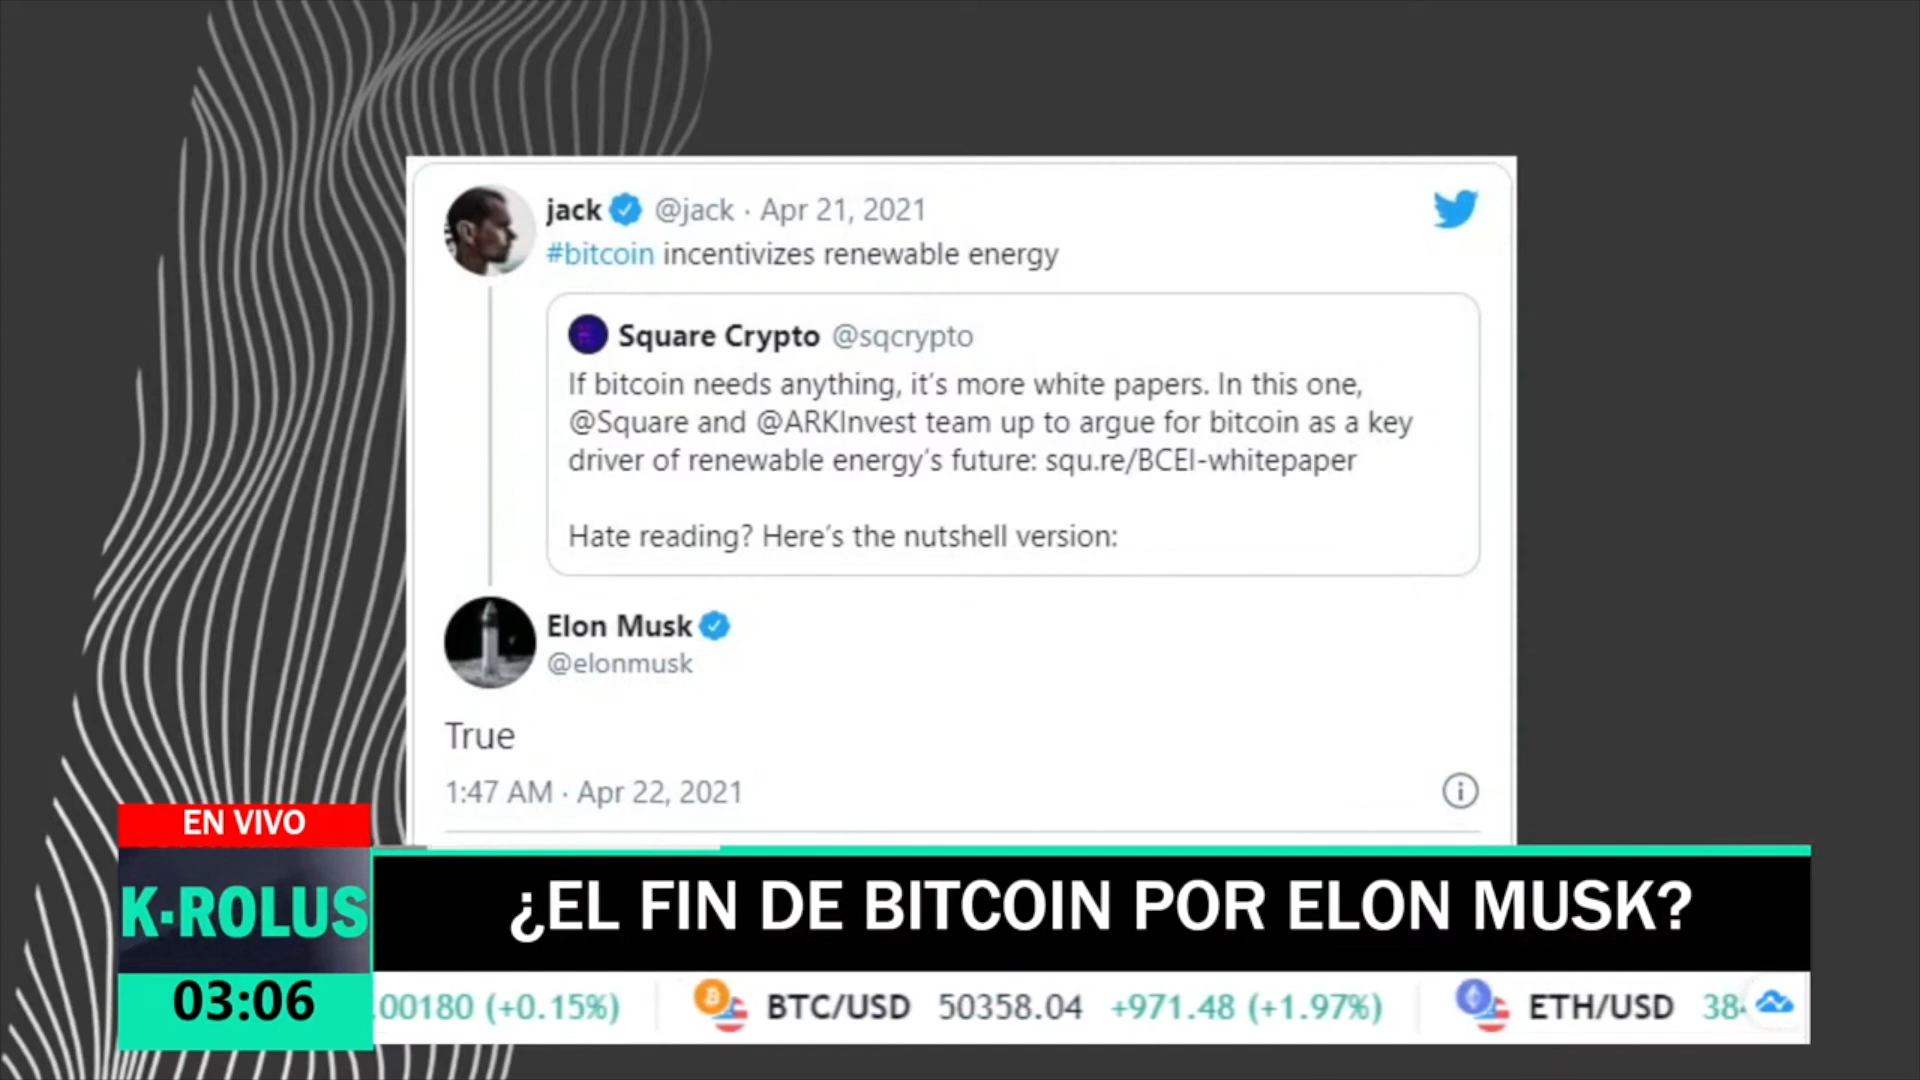 jack @jack · Apr 21, 2021
#bitcoin incentivizes renewable energy
Square Crypto @sqcrypto
If bitcoin needs anything, it's more white papers. In this one,
@Square and @ARKInvest team up to argue for bitcoin as a key
driver of renewable energy's future: squ.re/BCEI-whitepaper
Hate reading? Here's the nutshell version:
Elon Musk
@elonmusk
True
1:47 AM · Apr 22, 2021
EN VIVO
K-ROLUS
¿EL FIN DE BITCOIN POR ELON MUSK?
03:06
.00180 (+0.15%) BTC/USD 50358.04 +971.48 (+1.97%) ETH/USD 384